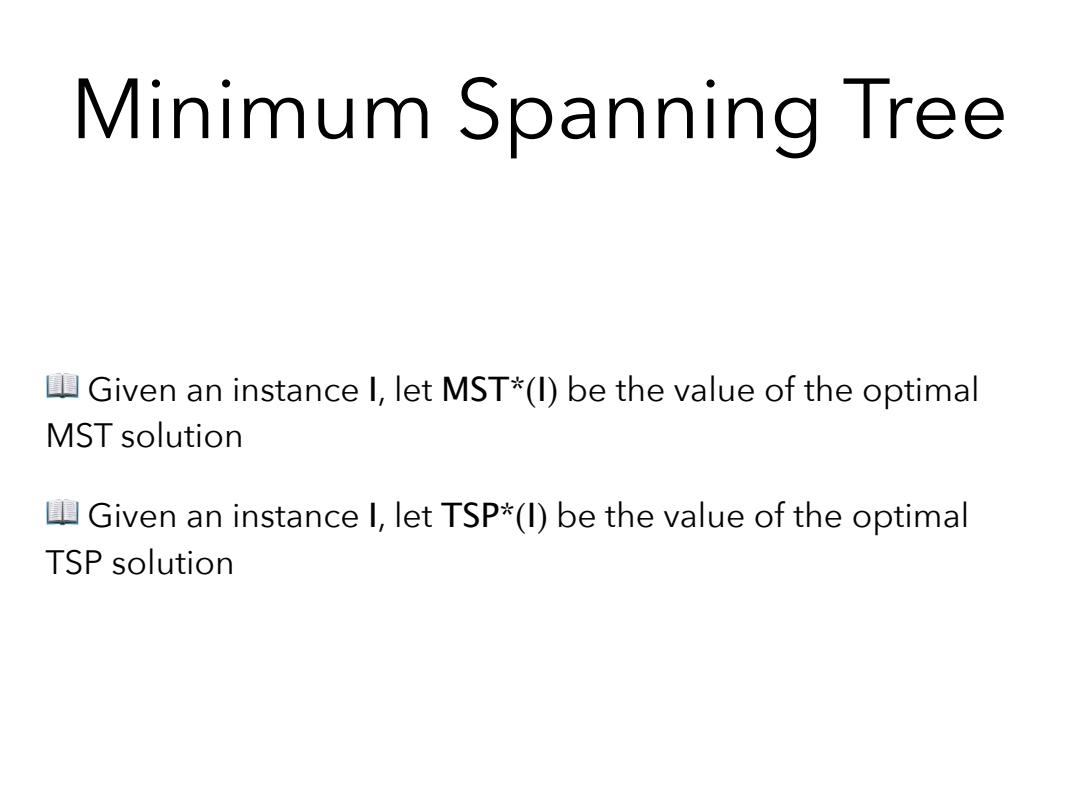 Minimum Spanning Tree
📖 Given an instance I, let MST*(I) be the value of the optimal
MST solution
📖 Given an instance I, let TSP*(I) be the value of the optimal
TSP solution